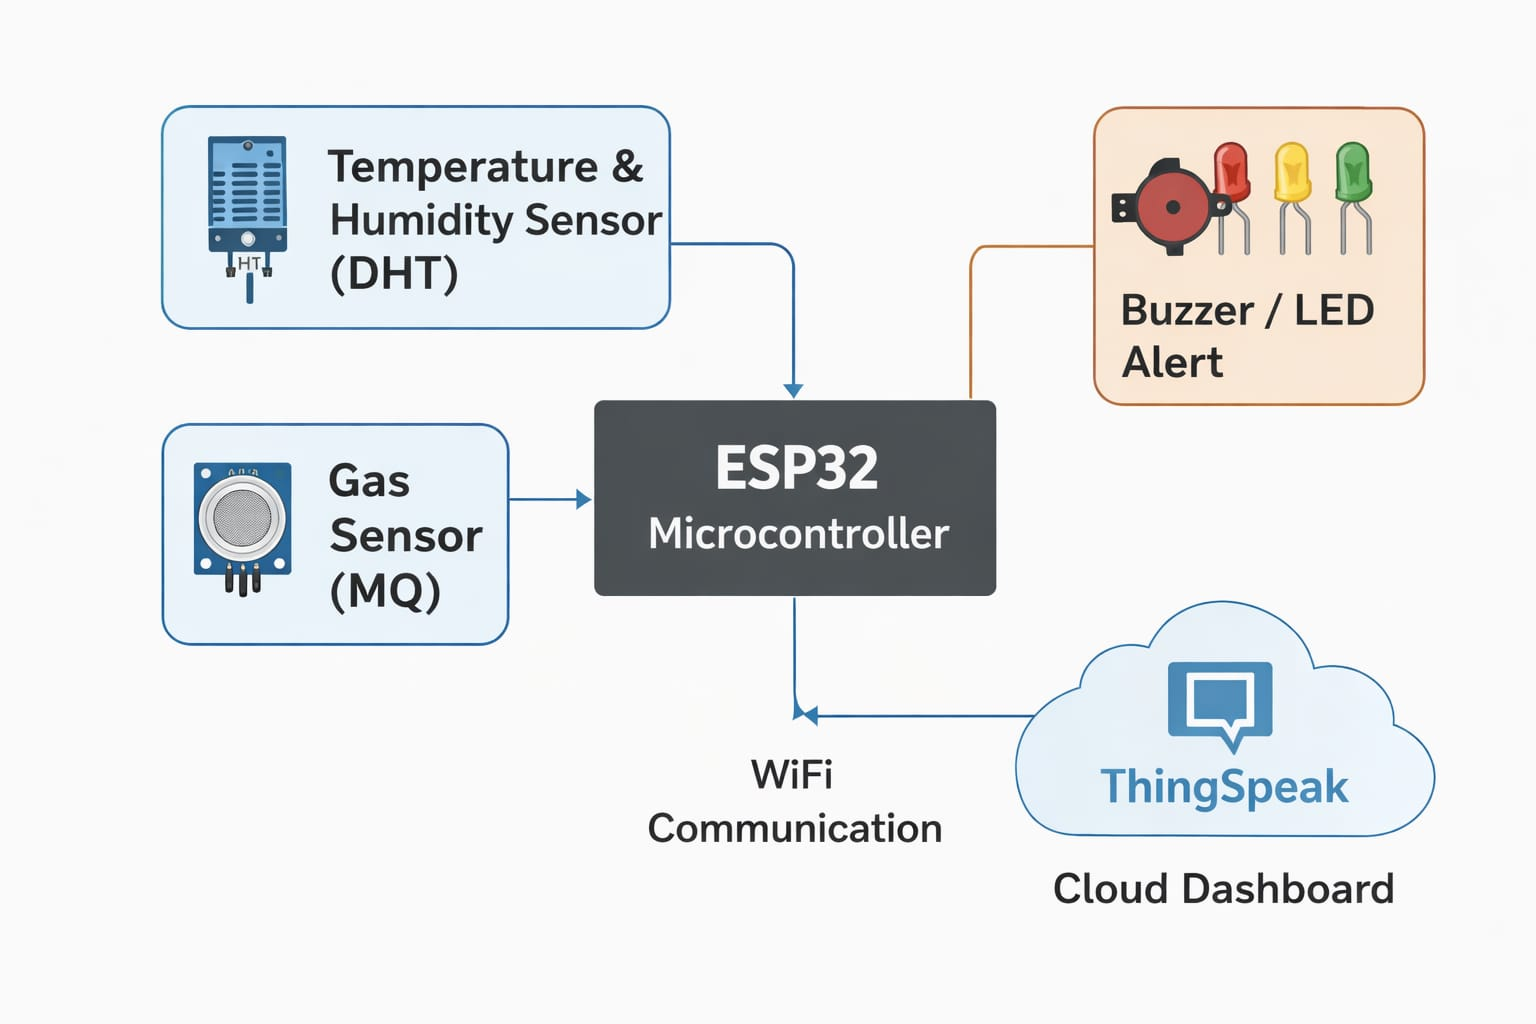 Temperature &
Humidity Sensor
(DHT)
HT
Buzzer / LED
Alert
Gas
Sensor
(MQ)
ESP32
Microcontroller
WiFi
Communication
ThingSpeak
Cloud Dashboard